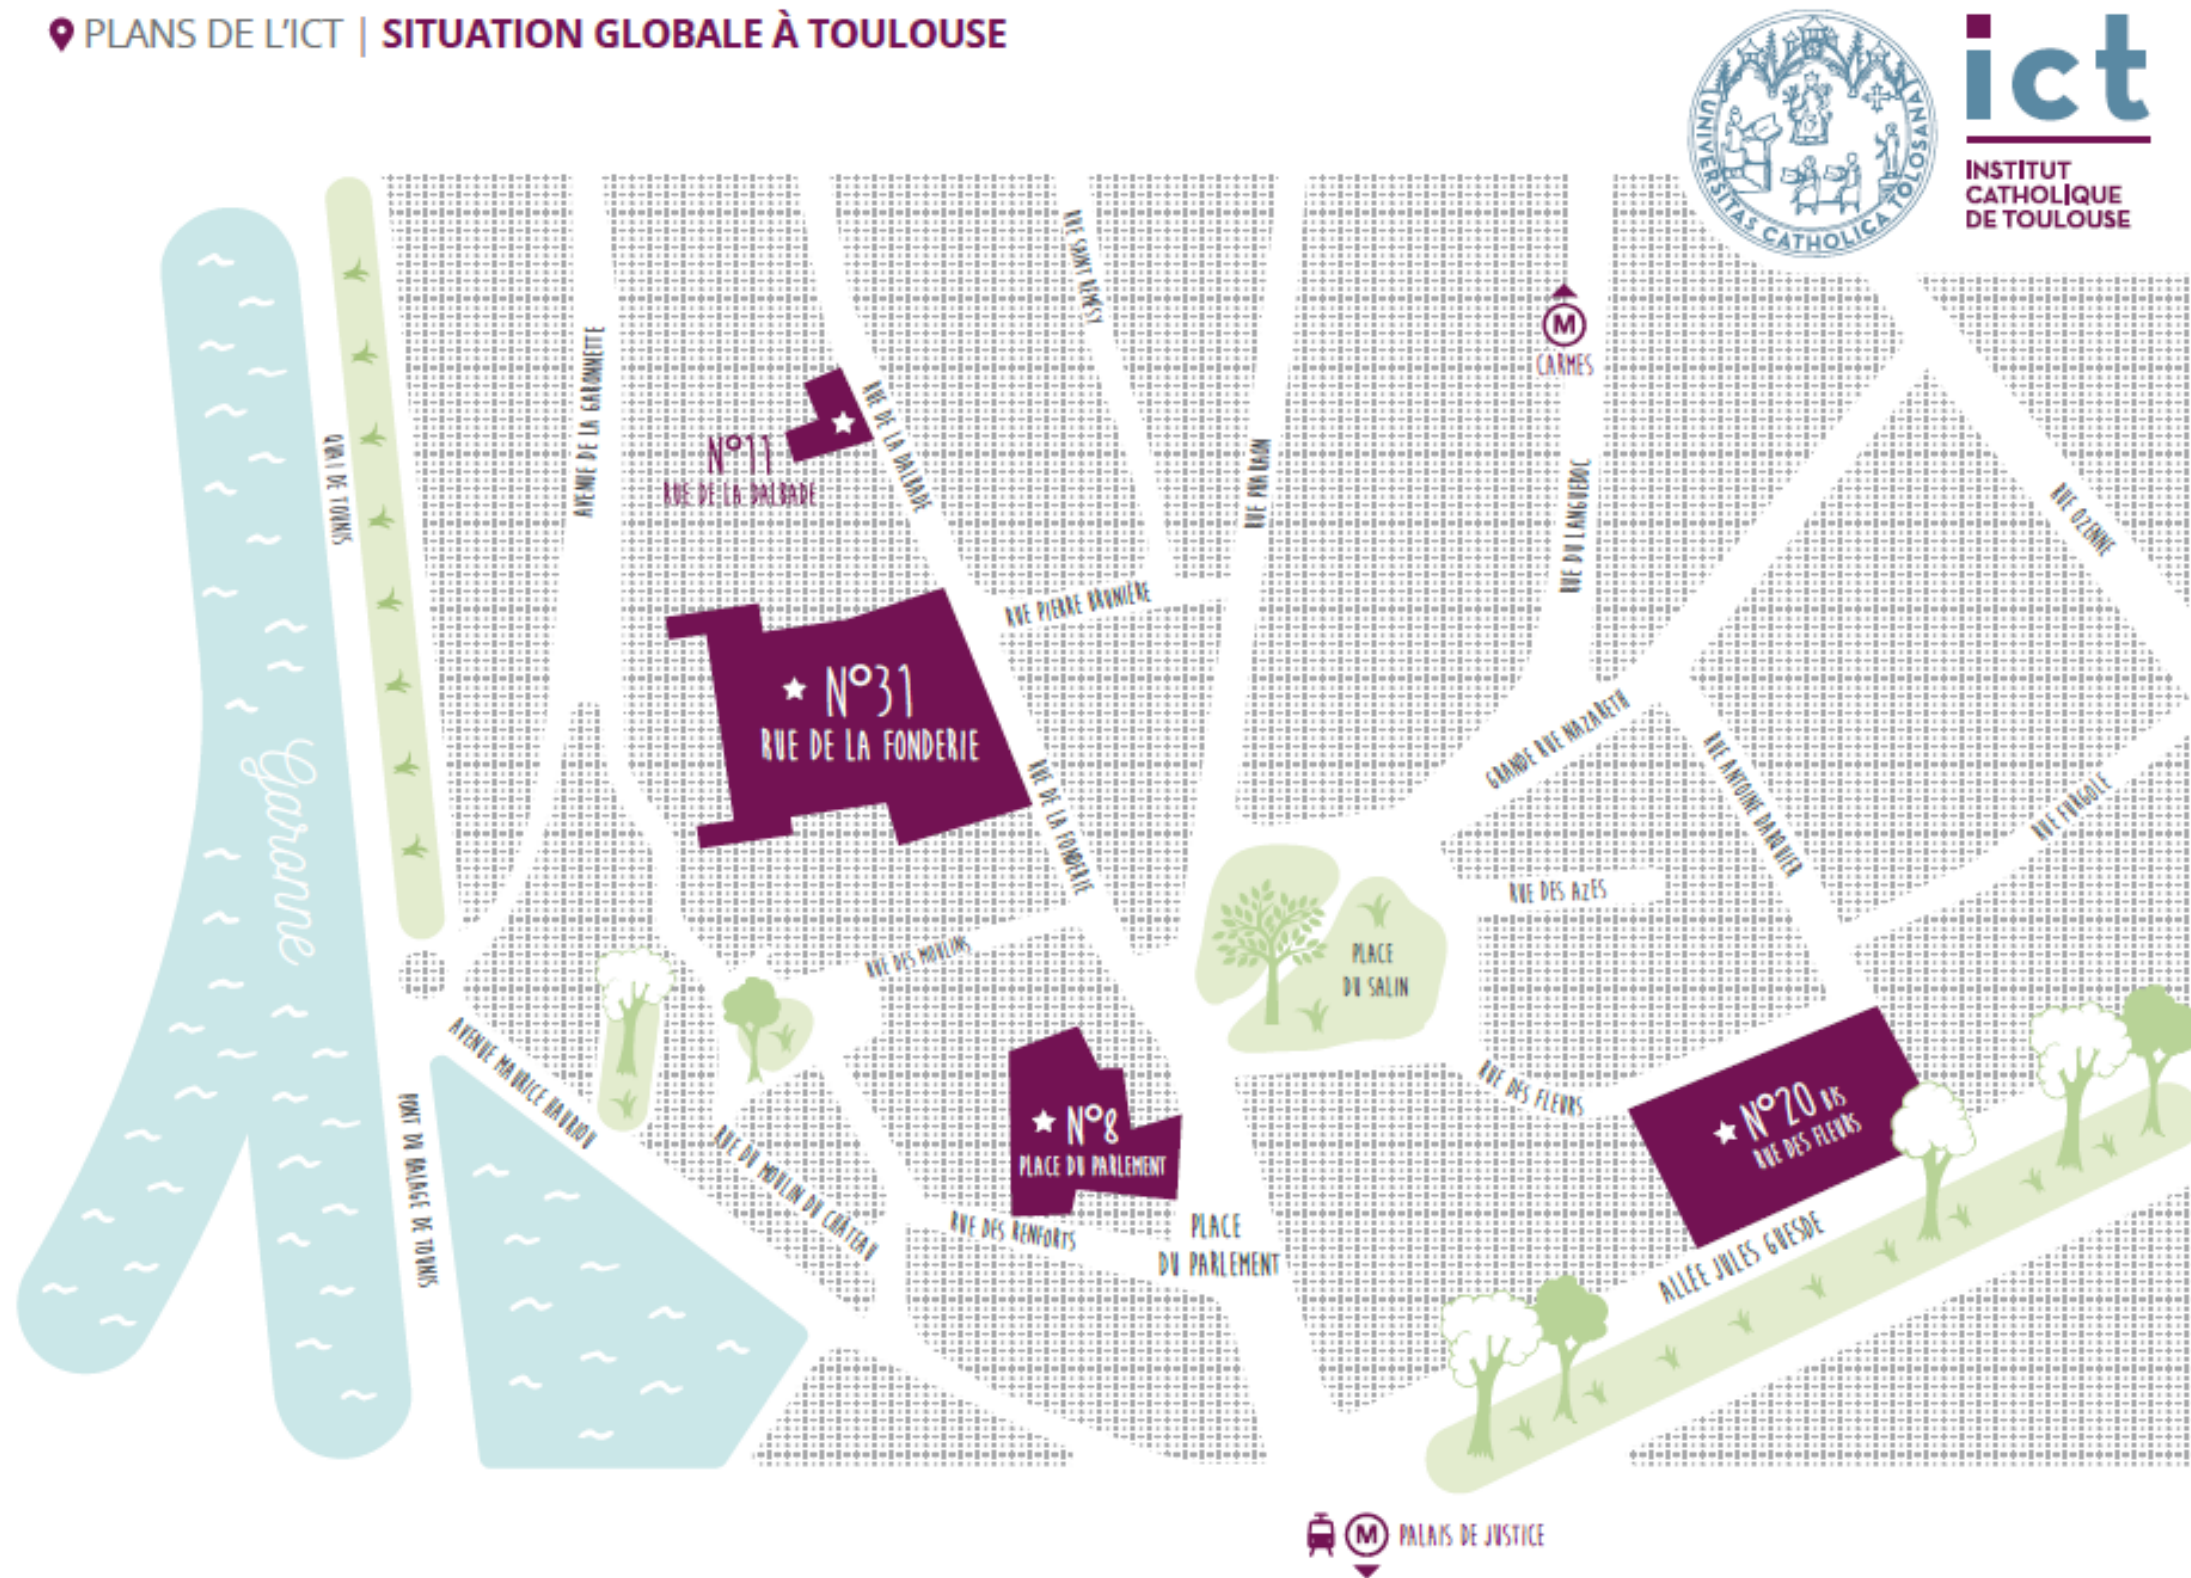 PLANS DE L'ICT | SITUATION GLOBALE À TOULOUSE
UNIVERSITAS CATHOLICA TOLOSANA
ict
INSTITUT
CATHOLIQUE
DE TOULOUSE
RUE SAINT REMESY
M
CARMES
AVENUE DE LA GARONNETTE
RUE DE LA DALBADE
N°11
RUE DE LA DALBADE
QUAI DE TOUNIS
RUE PHARAON
RUE DU LANGUEDOC
RUE OZENNE
RUE PIERRE BRUNIÈRE
N°31
RUE DE LA FONDERIE
GRANDE RUE NAZARETH
RUE ANTOINE DARQUIER
RUE FURGOLE
RUE DE LA FONDERIE
Garonne
RUE DES AZES
RUE DES MOULINS
PLACE
DU SALIN
AVENUE MAURICE HAURIOU
PONT DU HALAGE DE TOUNIS
RUE DU MOULIN DU CHÂTEAU
N°8
PLACE DU PARLEMENT
RUE DES FLEURS
N°20 BIS
RUE DES FLEURS
RUE DES RENFORTS
PLACE
DU PARLEMENT
ALLÉE JULES GUESDE
M PALAIS DE JUSTICE